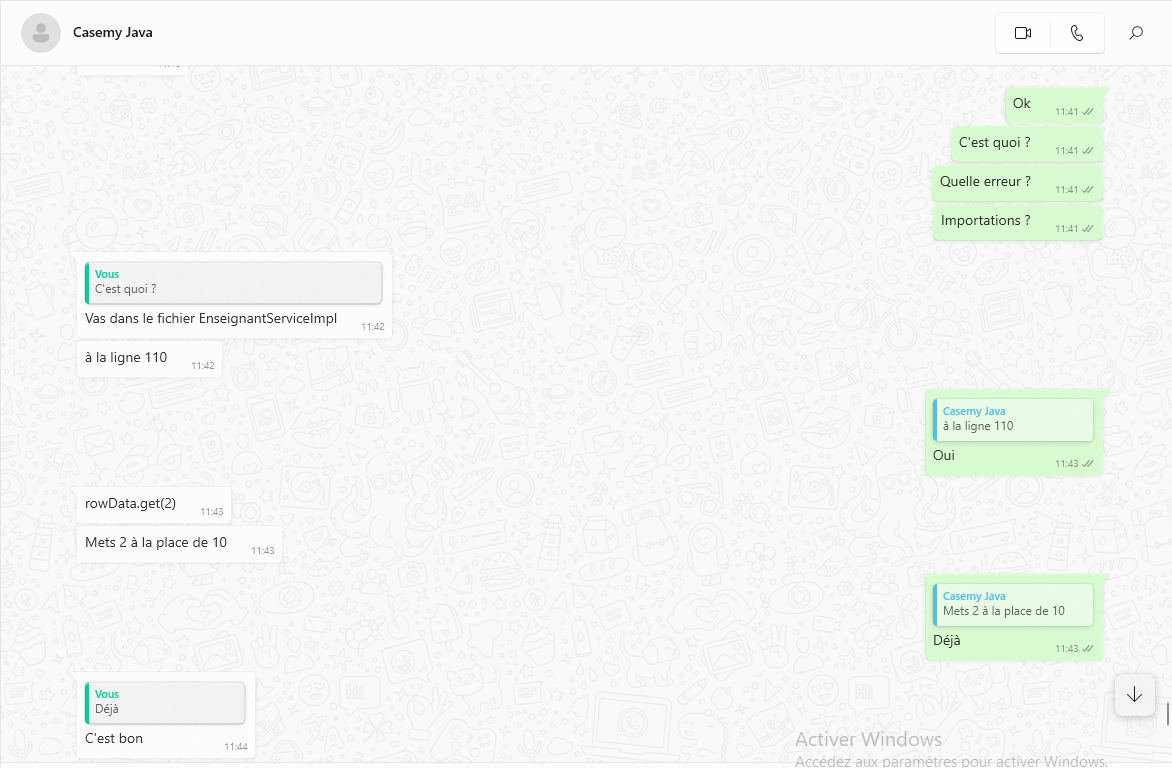 Casemy Java
Ok
11:41
C'est quoi ?
11:41
Quelle erreur ?
11:41
Importations ?
11:41
Vous
C'est quoi ?
Vas dans le fichier EnseignantServiceImpl
11:42
à la ligne 110
11:42
Casemy Java
à la ligne 110
Oui
11:43
rowData.get(2)
11:43
Mets 2 à la place de 10
11:43
Casemy Java
Mets 2 à la place de 10
Déjà
11:43
Vous
Déjà
C'est bon
11:44
Activer Windows
Accédez aux paramètres pour activer Windows.